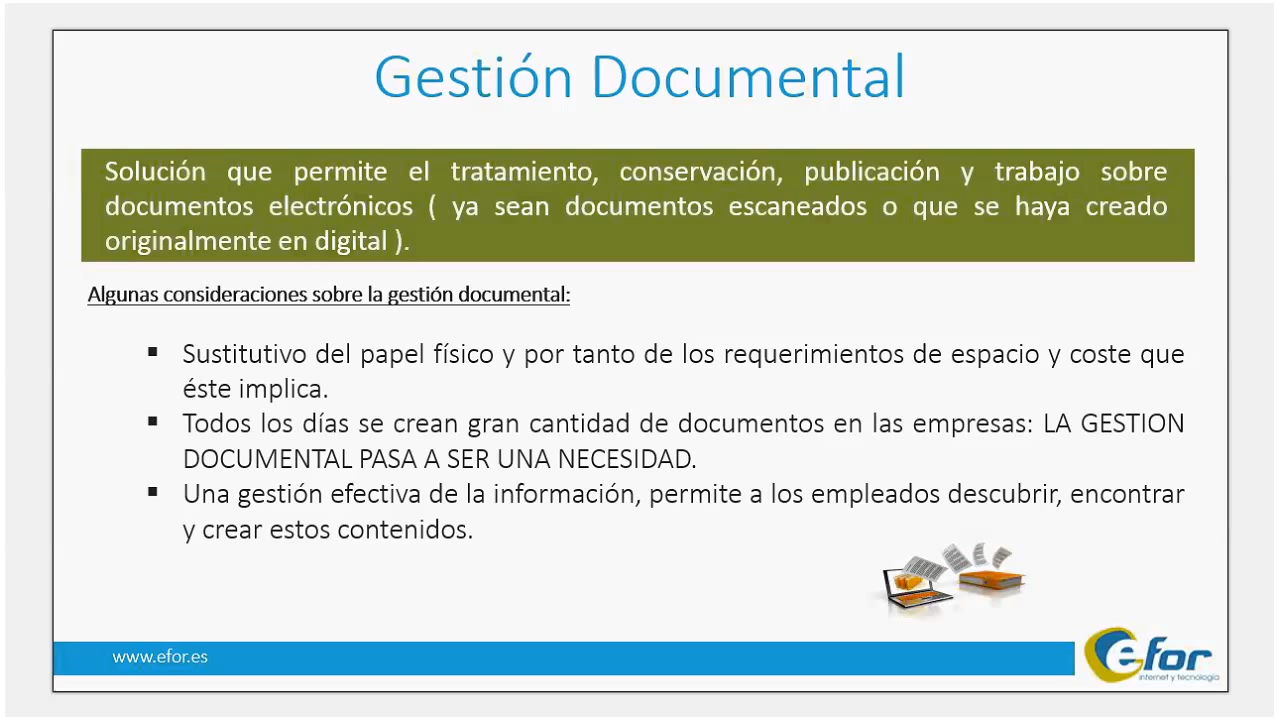 Gestión Documental
Solución que permite el tratamiento, conservación, publicación y trabajo sobre
documentos electrónicos ( ya sean documentos escaneados o que se haya creado
originalmente en digital ).
Algunas consideraciones sobre la gestión documental:
▪ Sustitutivo del papel físico y por tanto de los requerimientos de espacio y coste que
éste implica.
▪ Todos los días se crean gran cantidad de documentos en las empresas: LA GESTION
DOCUMENTAL PASA A SER UNA NECESIDAD.
▪ Una gestión efectiva de la información, permite a los empleados descubrir, encontrar
y crear estos contenidos.
www.efor.es
efor
internet y tecnología